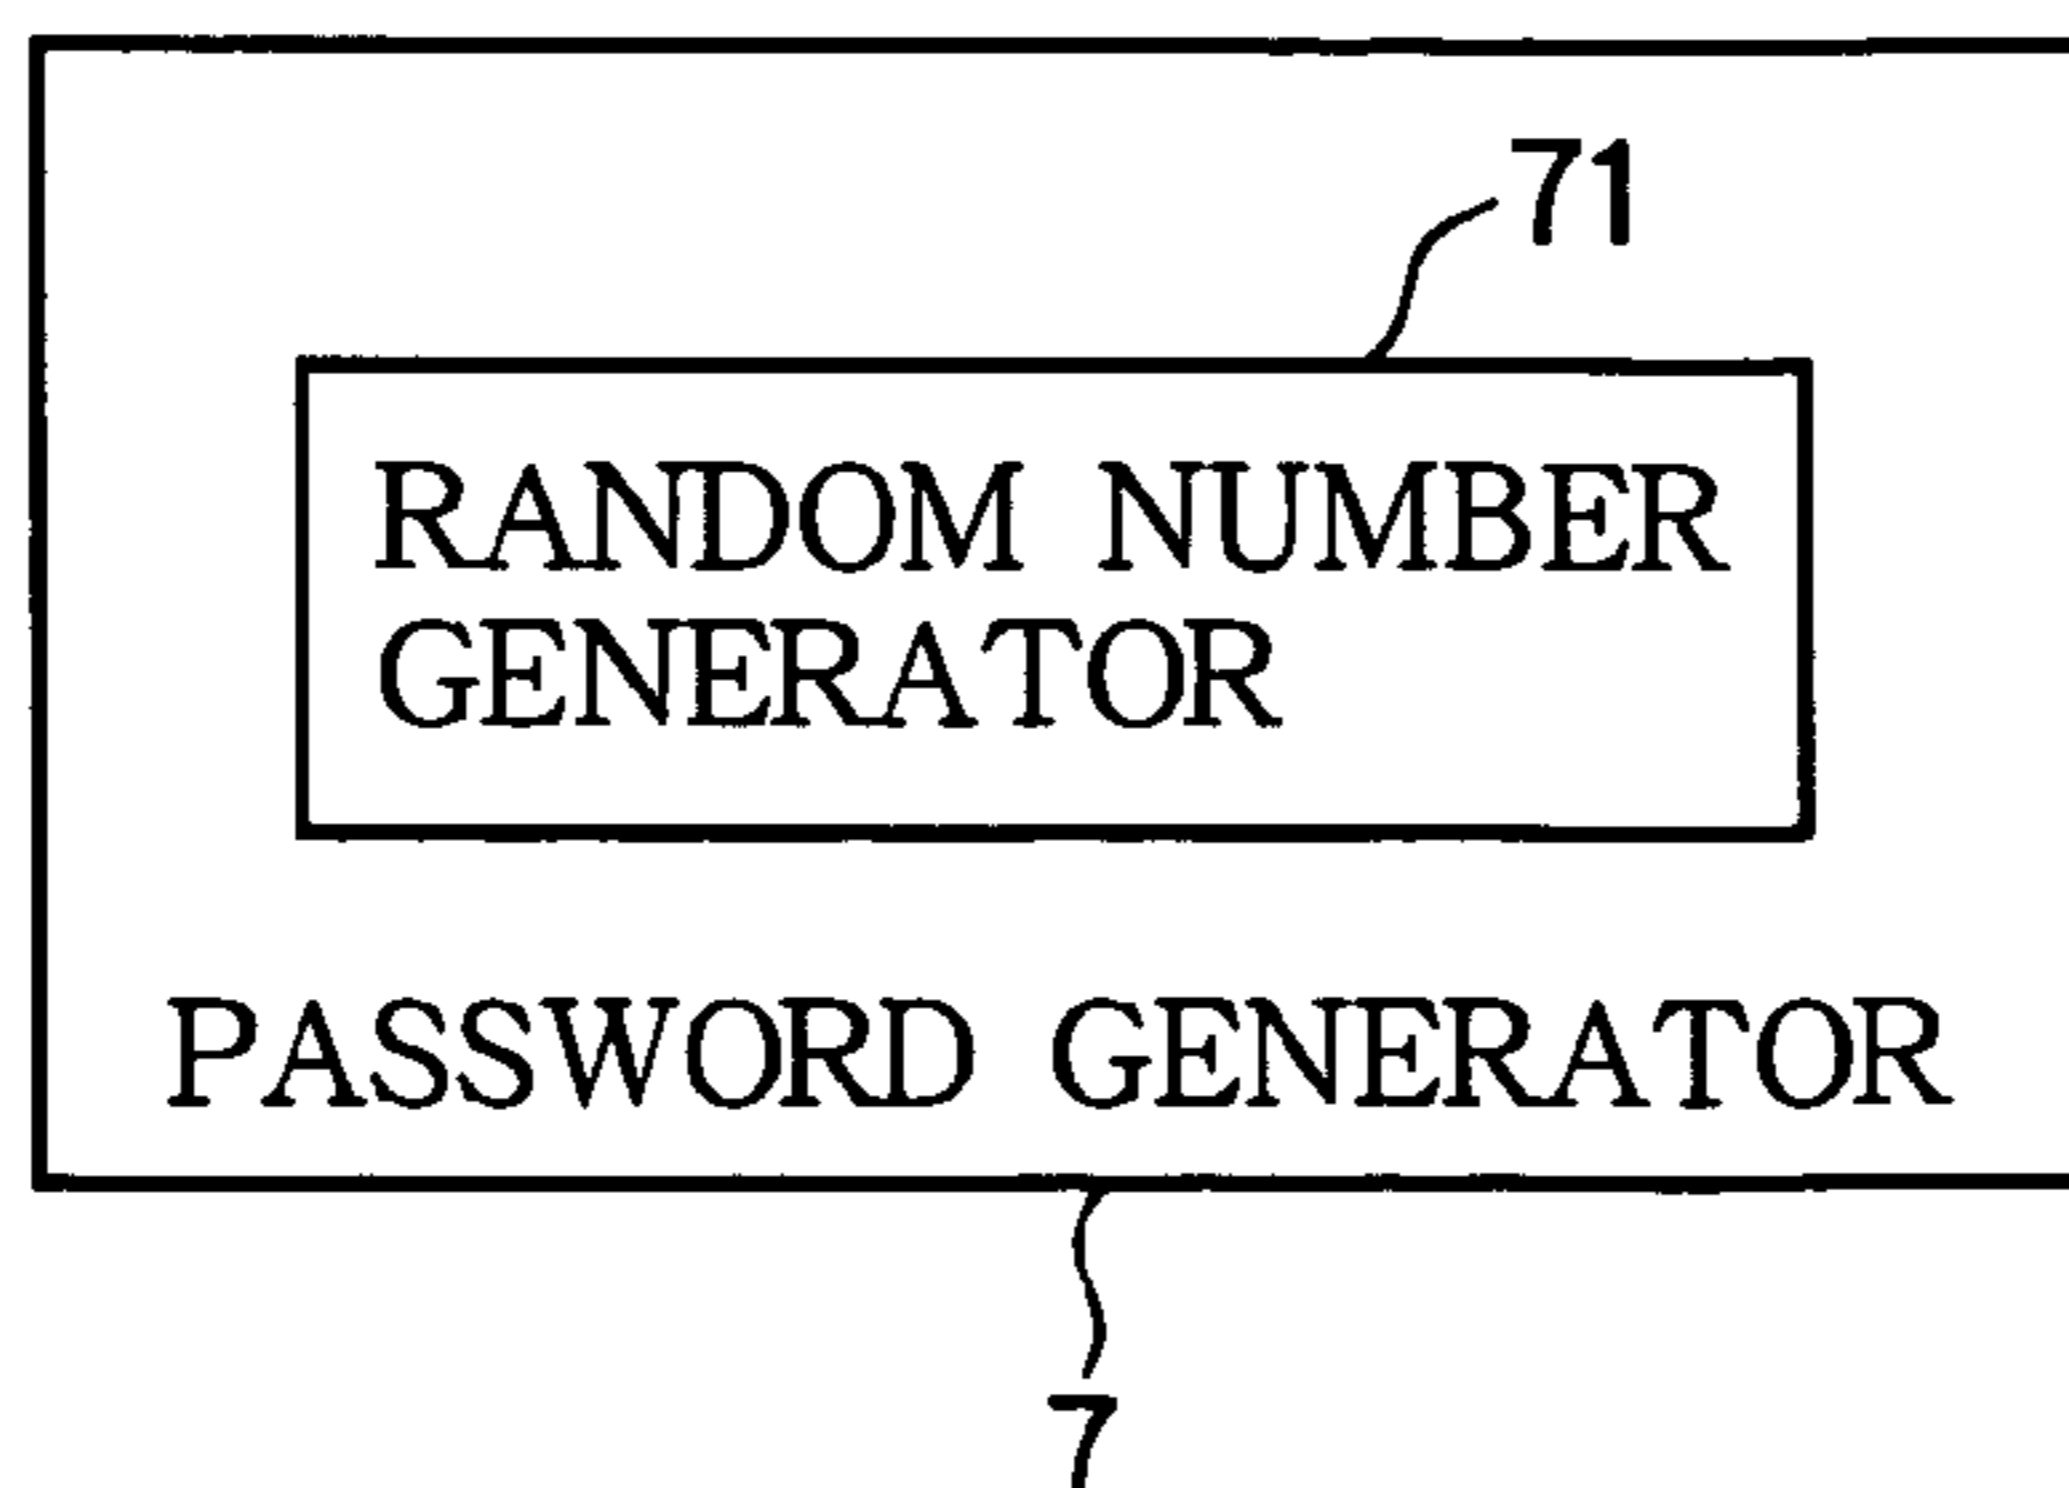 71
RANDOM NUMBER
GENERATOR
PASSWORD GENERATOR
7